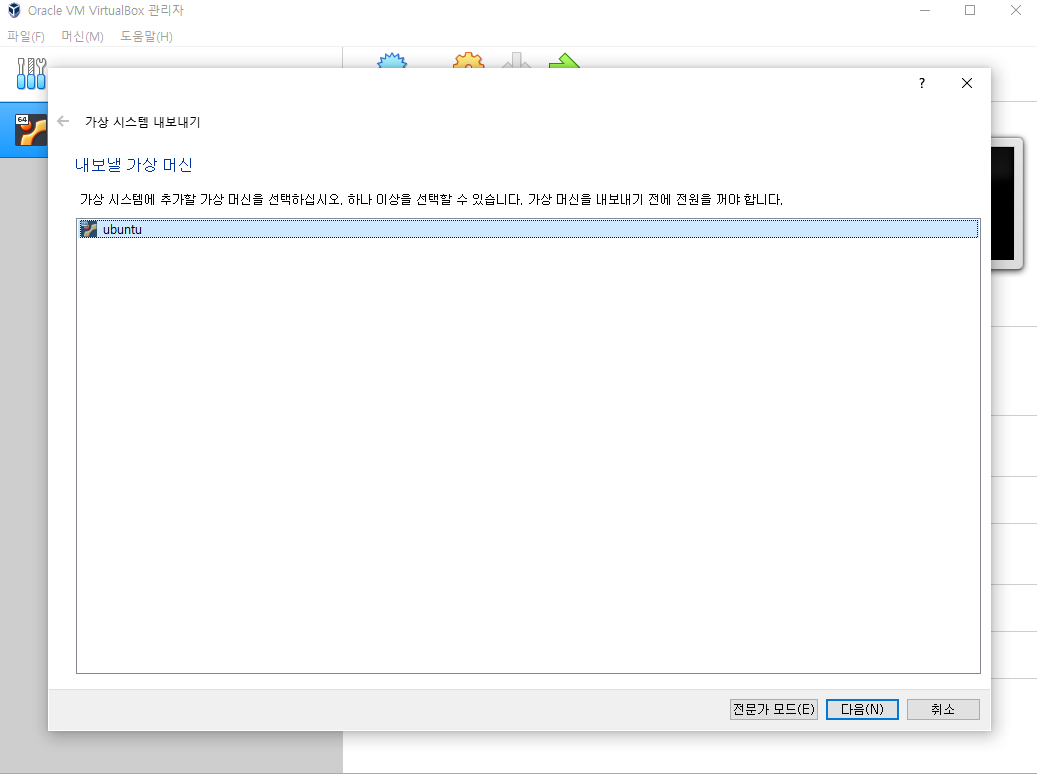 Oracle VM VirtualBox 관리자
파일(F) 머신(M) 도움말(H)
?
64
가상 시스템 내보내기
내보낼 가상 머신
가상 시스템에 추가할 가상 머신을 선택하십시오. 하나 이상을 선택할 수 있습니다. 가상 머신을 내보내기 전에 전원을 꺼야 합니다.
ubuntu
전문가 모드(E) 다음(N) 취소